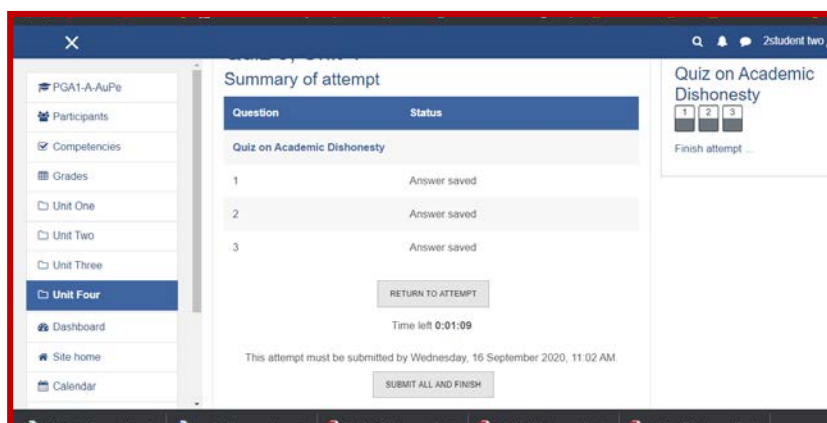 2student two
PGA1-A-AuPe
Participants
Competencies
Grades
Unit One
Unit Two
Unit Three
Unit Four
Dashboard
Site home
Calendar
Summary of attempt
Question Status
Quiz on Academic Dishonesty
1 Answer saved
2 Answer saved
3 Answer saved
RETURN TO ATTEMPT
Time left 0:01:09
This attempt must be submitted by Wednesday, 16 September 2020, 11:02 AM.
SUBMIT ALL AND FINISH
Quiz on Academic
Dishonesty
1 2 3
Finish attempt ...